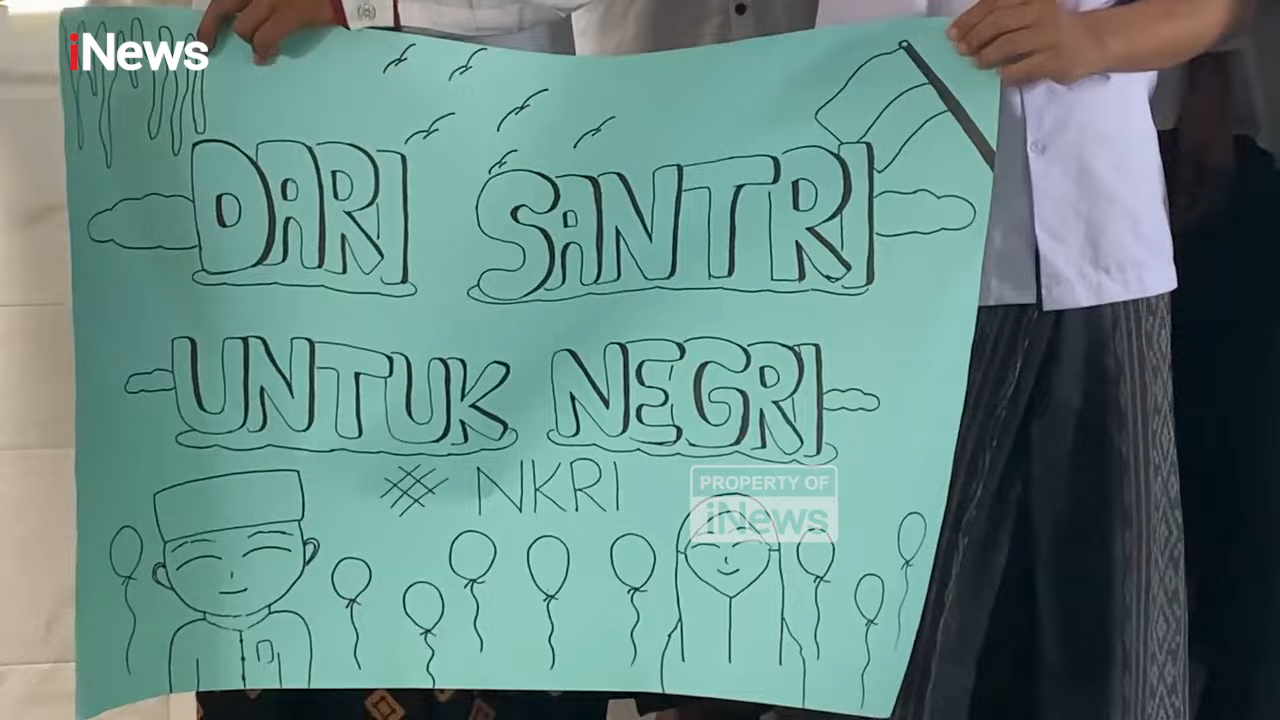 iNews
DARI SANTRI
UNTUK NEGRI
# NKRI
PROPERTY OF
iNews